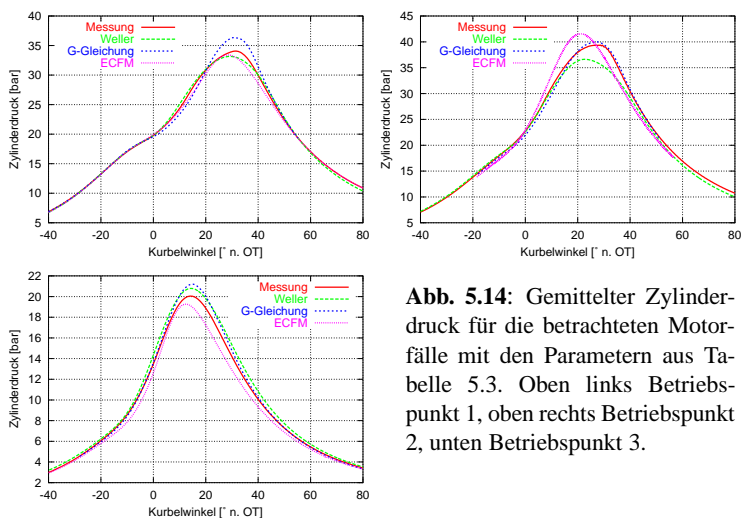 40
35
30
25
20
15
10
5
-40 -20 0 20 40 60 80
Zylinderdruck [bar]
Kurbelwinkel [° n. OT]
Messung
Weller
G-Gleichung
ECFM
45
40
35
30
25
20
15
10
5
-40 -20 0 20 40 60 80
Zylinderdruck [bar]
Kurbelwinkel [° n. OT]
Messung
Weller
G-Gleichung
ECFM
22
20
18
16
14
12
10
8
6
4
2
-40 -20 0 20 40 60 80
Zylinderdruck [bar]
Kurbelwinkel [° n. OT]
Messung
Weller
G-Gleichung
ECFM
Abb. 5.14: Gemittelter Zylinder-
druck für die betrachteten Motor-
fälle mit den Parametern aus Ta-
belle 5.3. Oben links Betriebs-
punkt 1, oben rechts Betriebspunkt
2, unten Betriebspunkt 3.